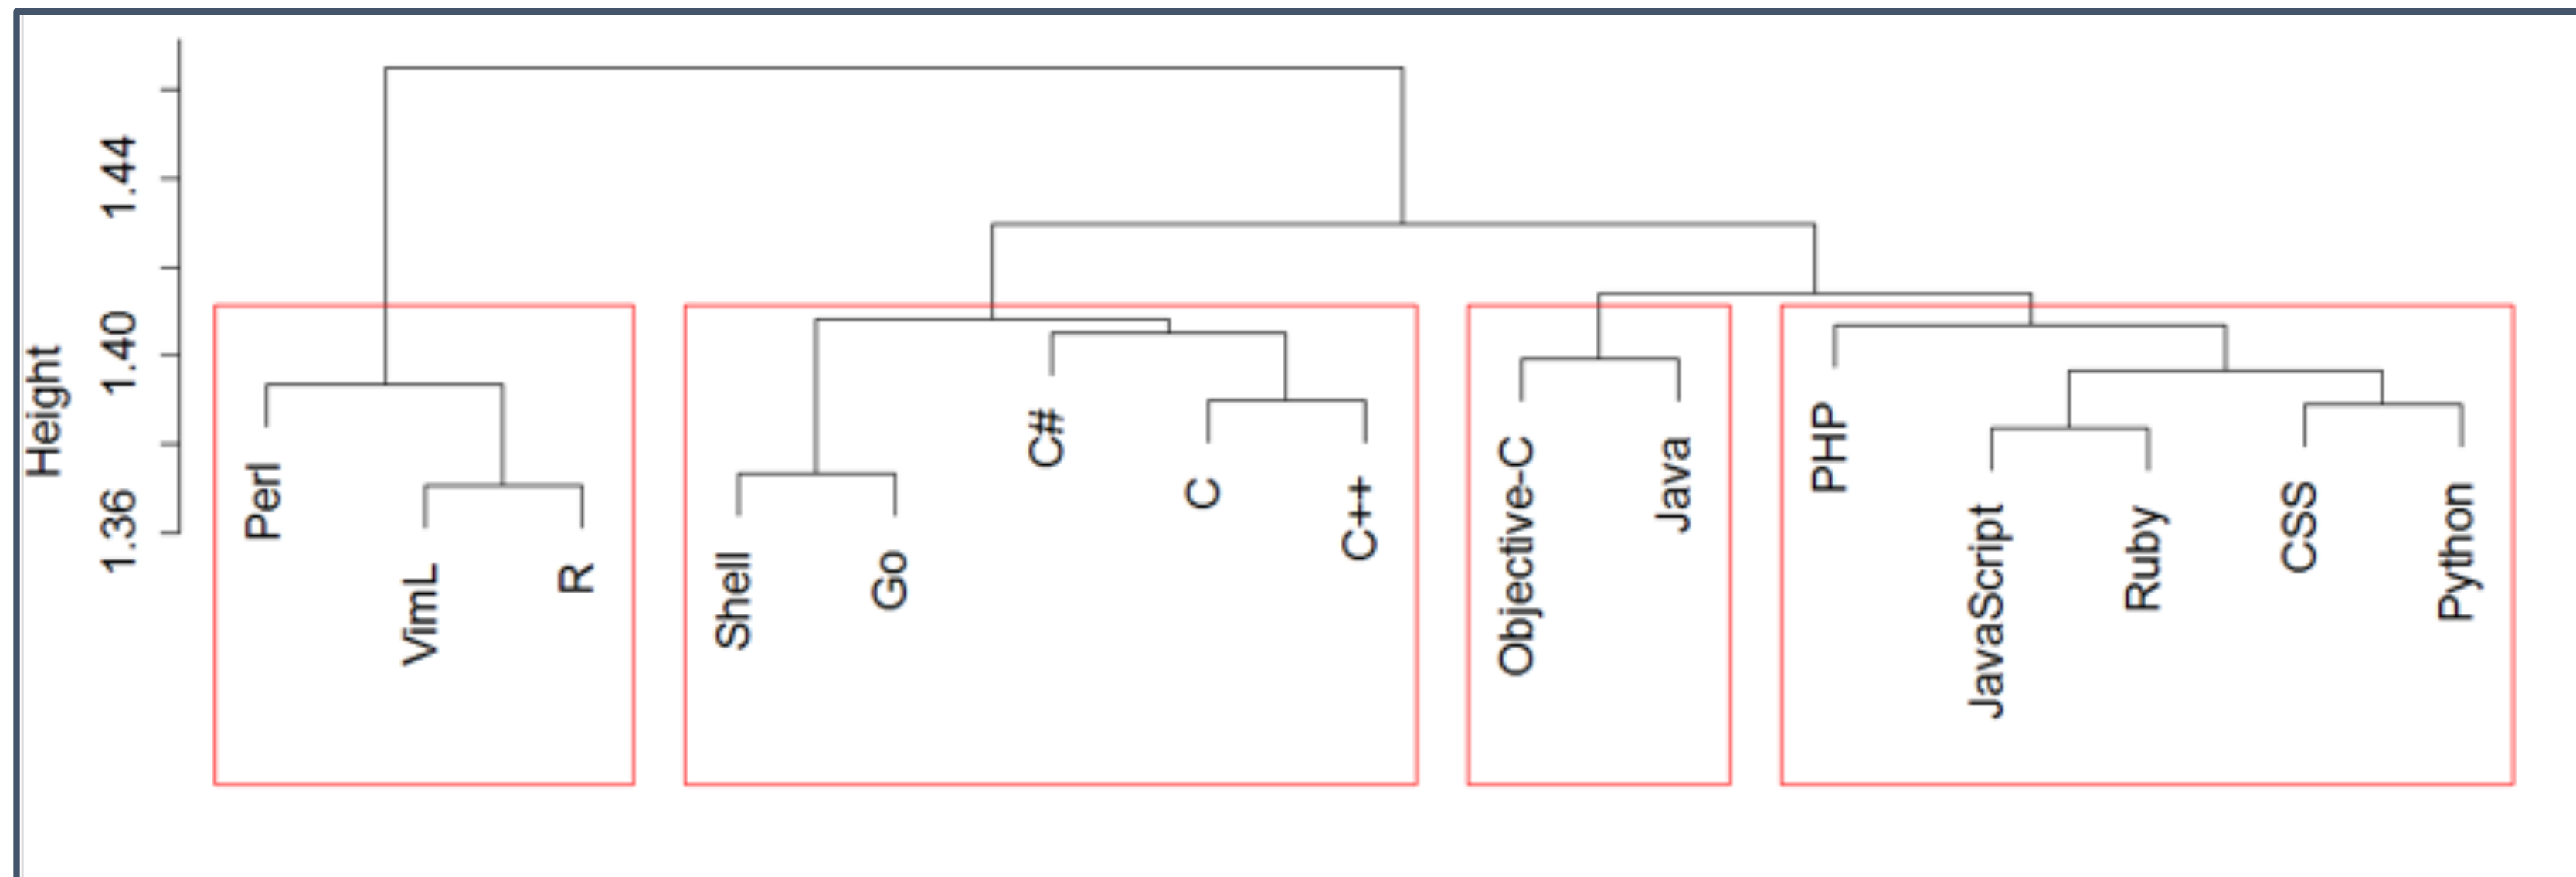 Height
1.44
1.40
1.36
Perl
VimL
R
Shell
Go
C#
C
C++
Objective-C
Java
PHP
JavaScript
Ruby
CSS
Python